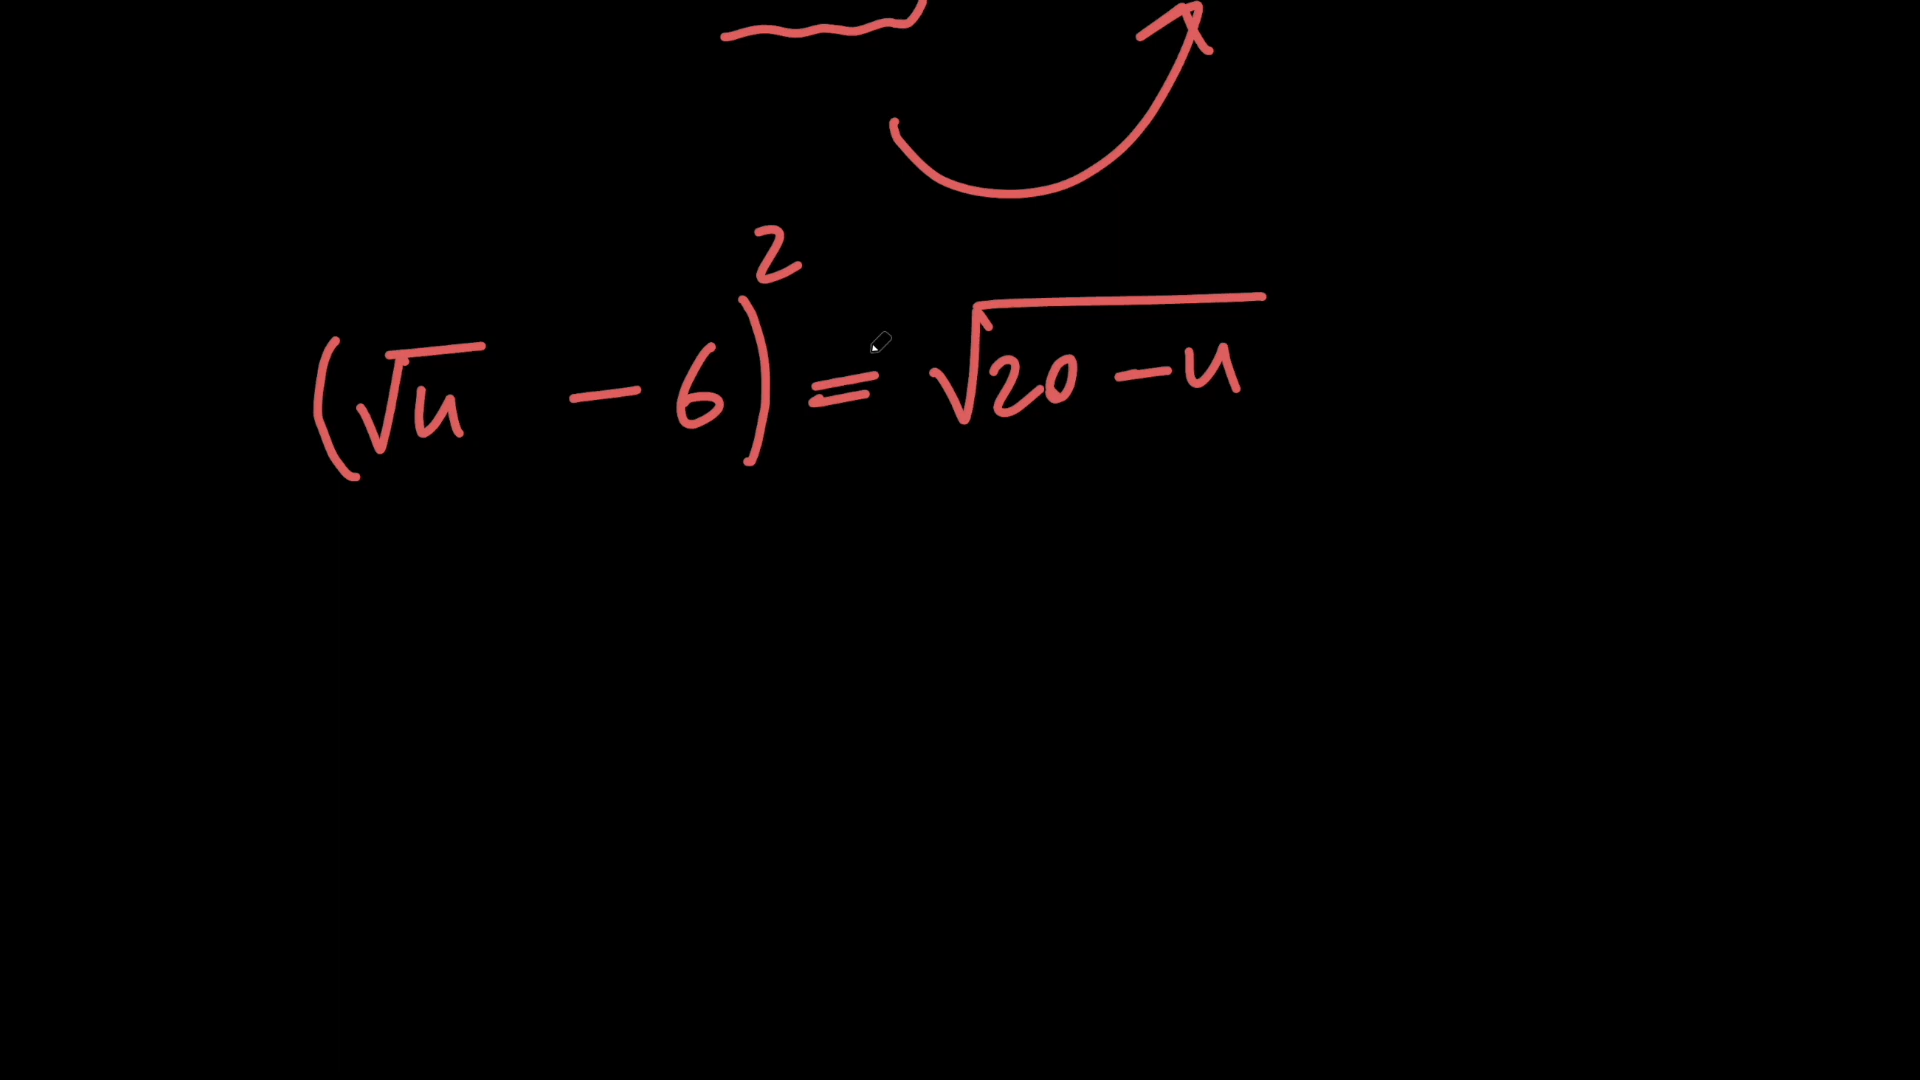 (√u - 6)² = √20 - u